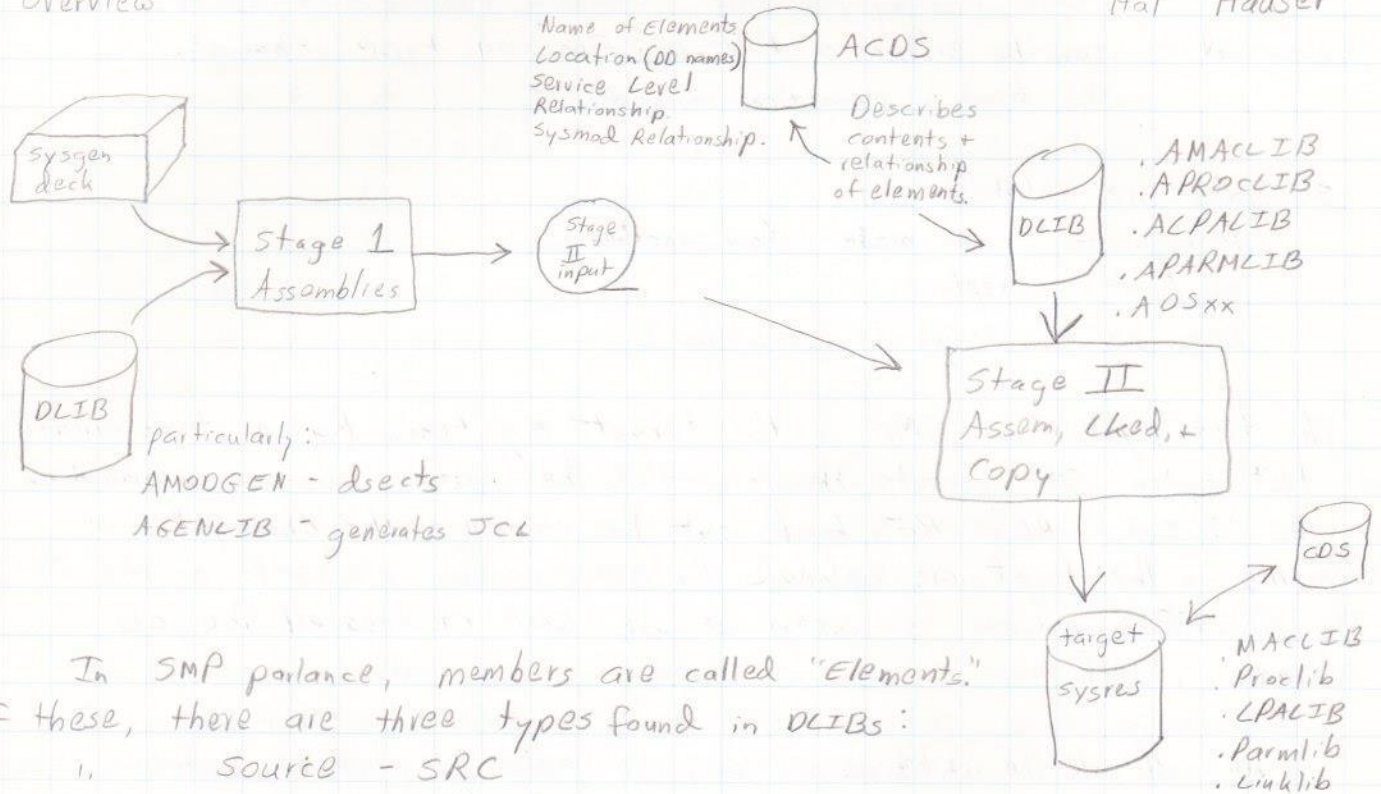 Overview
Hal Hauser
Name of Elements
Location (DD names)
Service Level.
Relationship.
Sysmod Relationship.
ACDS
Describes
contents +
relationship
of elements.
sysgen
deck
Stage 1
Assemblies
Stage
II
input
DLIB
. AMACLIB
. APROCLIB
. ALPALIB
. APARMLIB
. AOSxx
DLIB
particularly:
AMODGEN - dsects
AGENLIB - generates JCL
Stage II
Assem, Lked, +
Copy
CDS
target
sysres
. MACLIB
. Proclib
. LPALIB
. Parmlib
. Linklib
In SMP parlance, members are called "Elements."
these, there are three types found in DLIBs:
1. Source - SRC